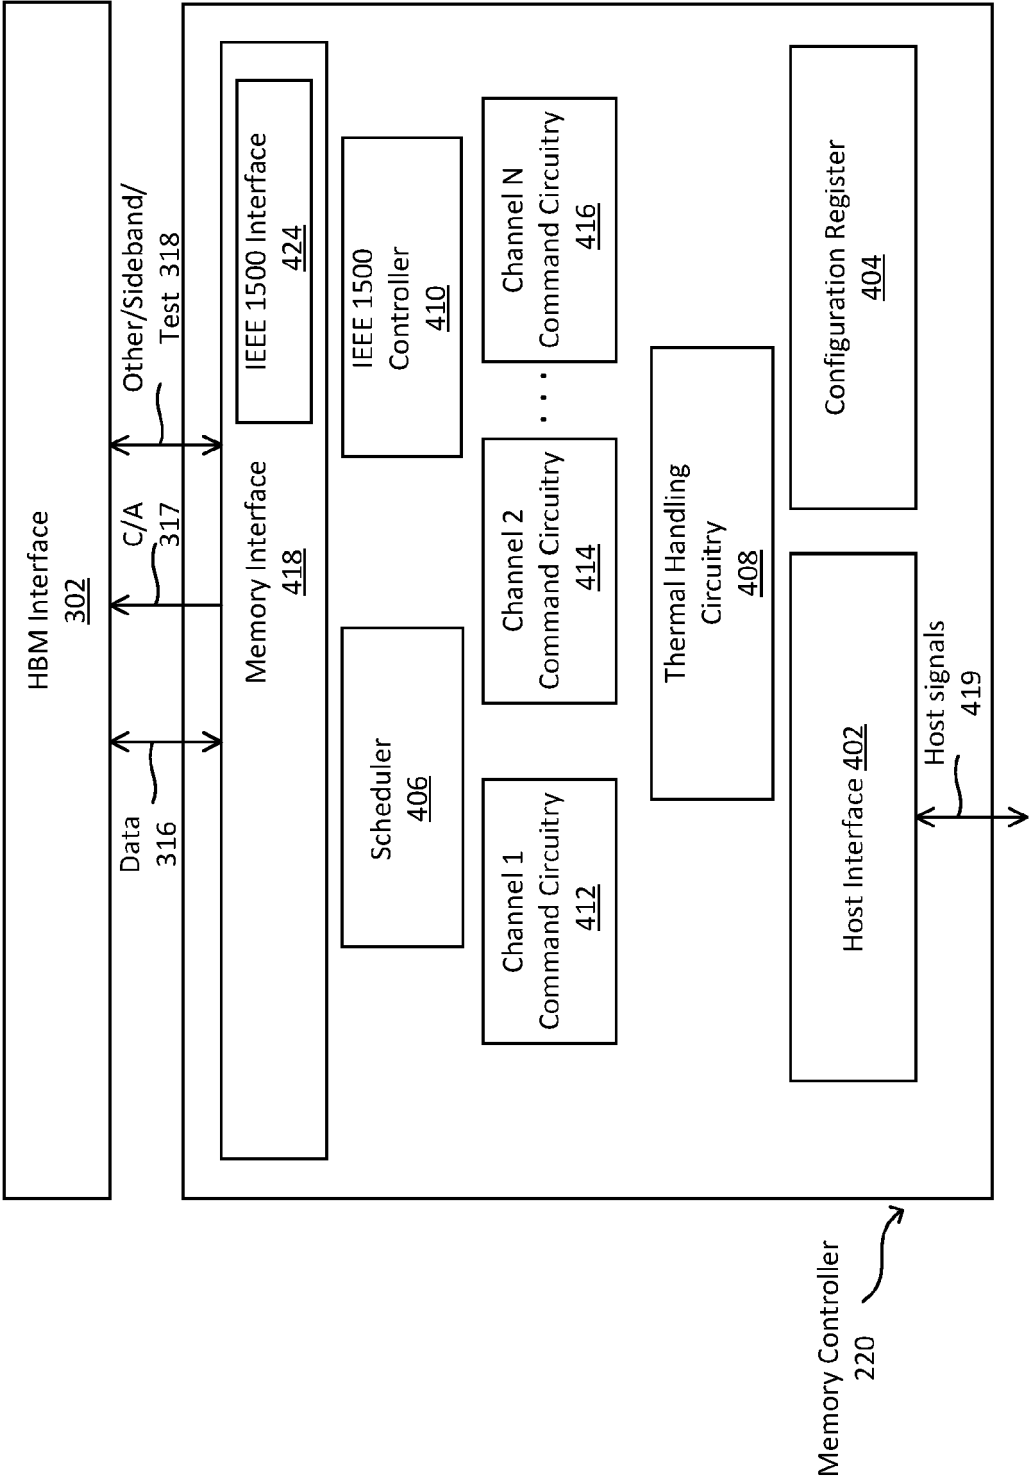 HBM Interface
302
Data
316
C/A
317
Other/Sideband/
Test 318
Memory Interface
418
IEEE 1500 Interface
424
Scheduler
406
IEEE 1500
Controller
410
Channel 1
Command Circuitry
412
Channel 2
Command Circuitry
414
. . .
Channel N
Command Circuitry
416
Thermal Handling
Circuitry
408
Host Interface 402
Configuration Register
404
Host signals
419
Memory Controller
220